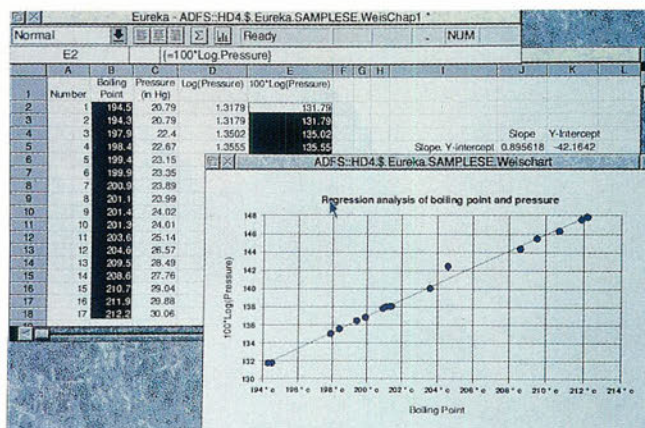 Eureka - ADFS::HD4.$.Eureka.SAMPLESE.WeisChap1 *
Normal Σ Ready NUM
E2 {=100*Log.Pressure}
A B C D E F G H I J K L
1 Number Boiling Point Pressure (in Hg) Log(Pressure) 100*Log(Pressure)
2 1 194.5 20.79 1.3179 131.79
3 2 194.3 20.79 1.3179 131.79
4 3 197.9 22.4 1.3502 135.02 Slope Y-Intercept
5 4 198.4 22.67 1.3555 135.55 Slope, Y-intercept 0.895618 -42.1642
6 5 199.4 23.15
7 6 199.9 23.35
8 7 200.9 23.89
9 8 201.1 23.99
10 9 201.4 24.02
11 10 201.3 24.01
12 11 203.6 25.14
13 12 204.6 26.57
14 13 209.5 28.49
15 14 208.6 27.76
16 15 210.7 29.04
17 16 211.9 29.88
18 17 212.2 30.06
ADFS::HD4.$.Eureka.SAMPLESE.Weischart
Regression analysis of boiling point and pressure
100*Log(Pressure)
148
146
144
142
140
138
136
134
132
130
194 ° c 196 ° c 198 ° c 200 ° c 202 ° c 204 ° c 206 ° c 208 ° c 210 ° c 212 ° c 214 ° c
Boiling Point